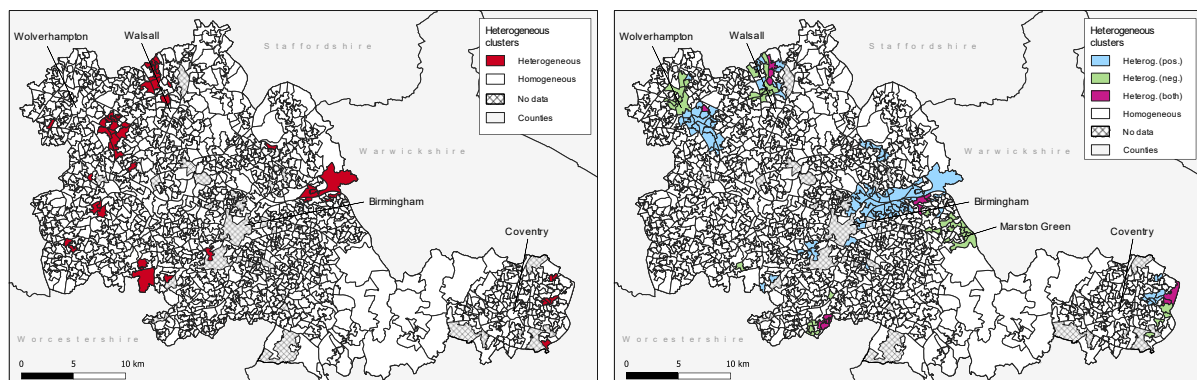 Wolverhampton
Walsall
Staffordshire
Heterogeneous
clusters
Heterogeneous
Homogeneous
No data
Counties
Warwickshire
Birmingham
Coventry
Worcestershire
0 5 10 km
Wolverhampton
Walsall
Staffordshire
Heterogeneous
clusters
Heterog. (pos.)
Heterog. (neg.)
Heterog. (both)
Homogeneous
No data
Counties
Warwickshire
Birmingham
Marston Green
Coventry
Worcestershire
0 5 10 km